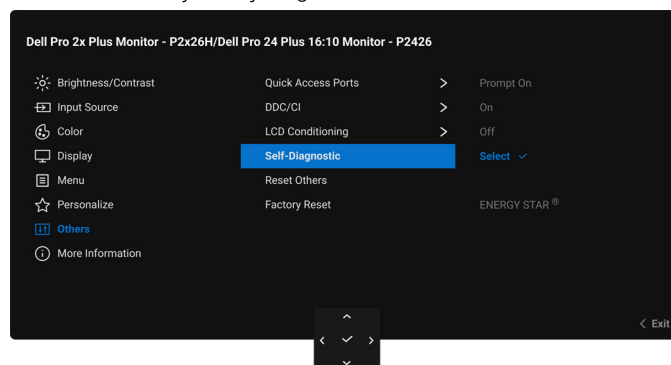 Dell Pro 2x Plus Monitor - P2x26H/Dell Pro 24 Plus 16:10 Monitor - P2426
Brightness/Contrast
Input Source
Color
Display
Menu
Personalize
Others
More Information
Quick Access Ports
DDC/CI
LCD Conditioning
Self-Diagnostic
Reset Others
Factory Reset
Prompt On
On
Off
Select
ENERGY STAR ®
Exit